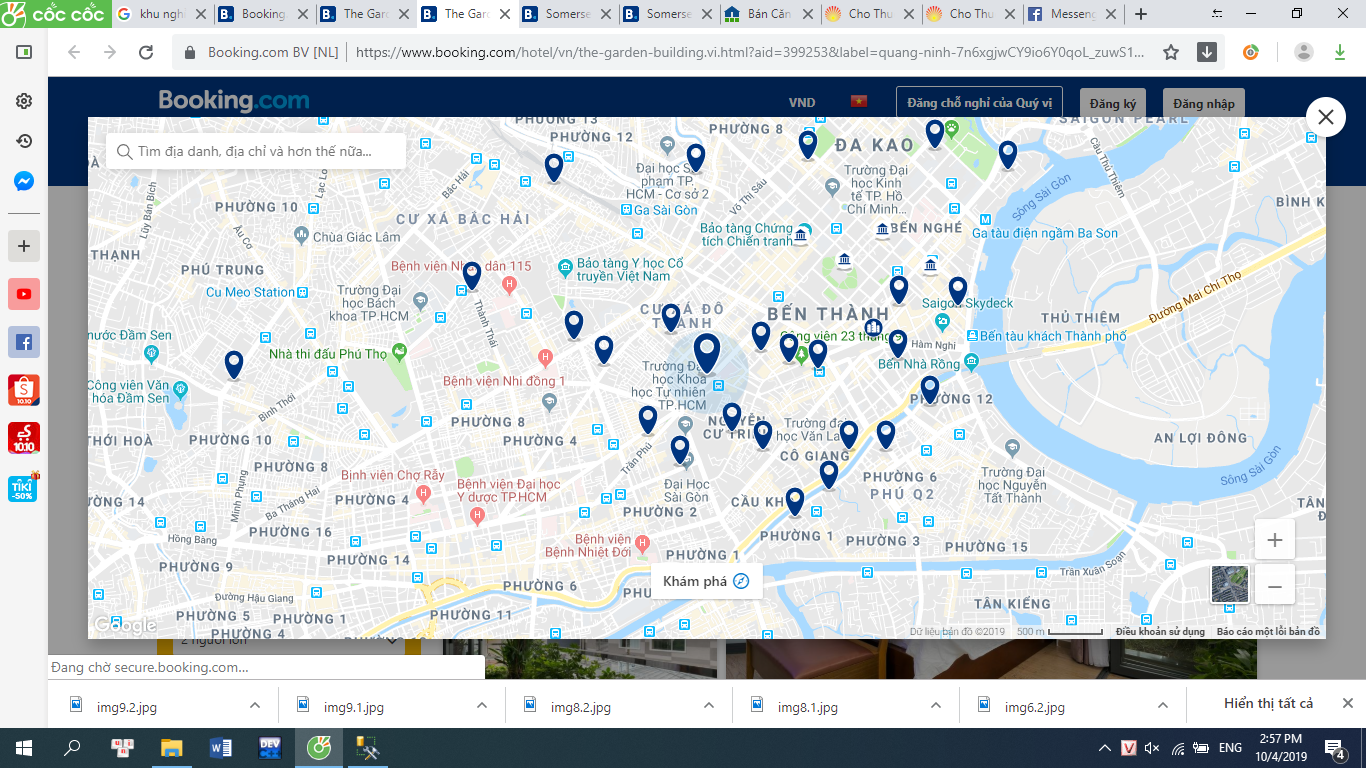 CỐC CỐC
khu nghỉ
Booking
The Gard
The Gard
Somerse
Somerse
Bán Căn
Cho Thu
Cho Thu
Messeng
Booking.com BV [NL]
https://www.booking.com/hotel/vn/the-garden-building.vi.html?aid=399253&label=quang-ninh-7n6xgjwCY9io6Y0qoL_zuwS1...
Booking.com
VND
Đăng chỗ nghỉ của Quý vị
Đăng ký
Đăng nhập
Tìm địa danh, địa chỉ và hơn thế nữa...
PHƯỜNG 13
PHƯỜNG 12
PHƯỜNG 8
ĐA KAO
SAIGON PEARL
Cầu Thủ Thiêm
Lũy Bán Bích
Lạc Lo
Bắc Hải
Đại học Sư
phạm TP.
HCM - Cơ sở 2
Võ Thị Sáu
Trường Đại
học Kinh
tế TP. Hồ
Chí Minh...
Sông Sài Gòn
PHƯỜNG 10
Âu Cơ
CƯ XÁ BẮC HẢI
Ga Sài Gòn
BÌNH K
Chùa Giác Lâm
Bảo tàng Chứng
tích Chiến tranh
BẾN NGHÉ
Ga tàu điện ngầm Ba Son
THẠNH
PHÚ TRUNG
Bệnh viện Nhân dân 115
Bảo tàng Y học Cổ
truyền Việt Nam
Cu Meo Station
Trường Đại
học Bách
khoa TP.HCM
Thành Thái
CƯ XÁ ĐÔ
THÀNH
BẾN THÀNH
Saigon Skydeck
Đường Mai Chí Thọ
THỦ THIÊM
nước Đầm Sen
Công viên 23 tháng 9
Hàm Nghi
Bến tàu khách Thành phố
Nhà thi đấu Phú Thọ
Bến Nhà Rồng
Công viên Văn
hóa Đầm Sen
Bệnh viện Nhi đồng 1
Trường Đại
học Khoa
học Tự nhiên
TP.HCM
PHƯỜNG 12
Bình Thới
PHƯỜNG 8
NGUYỄN
CƯ TRINH
Trường đại
học Văn La
THỚI HOÀ
PHƯỜNG 10
PHƯỜNG 4
Trần Phú
CÔ GIANG
AN LỢI ĐÔNG
PHƯỜNG 8
Bệnh viện Chợ Rẫy
Bệnh viện Đại học
Y dược TP.HCM
Đại Học
Sài Gòn
PHƯỜNG 6
PHÚ Q2
Trường Đại
học Nguyễn
Tất Thành
Sông Sài Gòn
Minh Phụng
Ba Tháng Hai
PHƯỜNG 4
CẦU KH
ƯỜNG 14
PHƯỜNG 2
TÂN
Đ
PHƯỜNG 16
Hồng Bàng
Bệnh viện
Bệnh Nhiệt Đới
PHƯỜNG 1
PHƯỜNG 3
PHƯỜNG 15
PHƯỜNG 14
PHƯỜNG 1
PHƯỜNG 9
Trần Xuân Soạn
Khám phá
PHƯỜNG 6
Đường Hậu Giang
TÂN KIỂNG
PHƯỜNG 5
PHƯỜNG 11
PHƯỜNG 4
Google
Dữ liệu bản đồ ©2019
500 m
Điều khoản sử dụng
Báo cáo một lỗi bản đồ
2 người lớn
Đang chờ secure.booking.com...
img9.2.jpg
img9.1.jpg
img8.2.jpg
img8.1.jpg
img6.2.jpg
Hiển thị tất cả
2:57 PM
ENG
10/4/2019
4